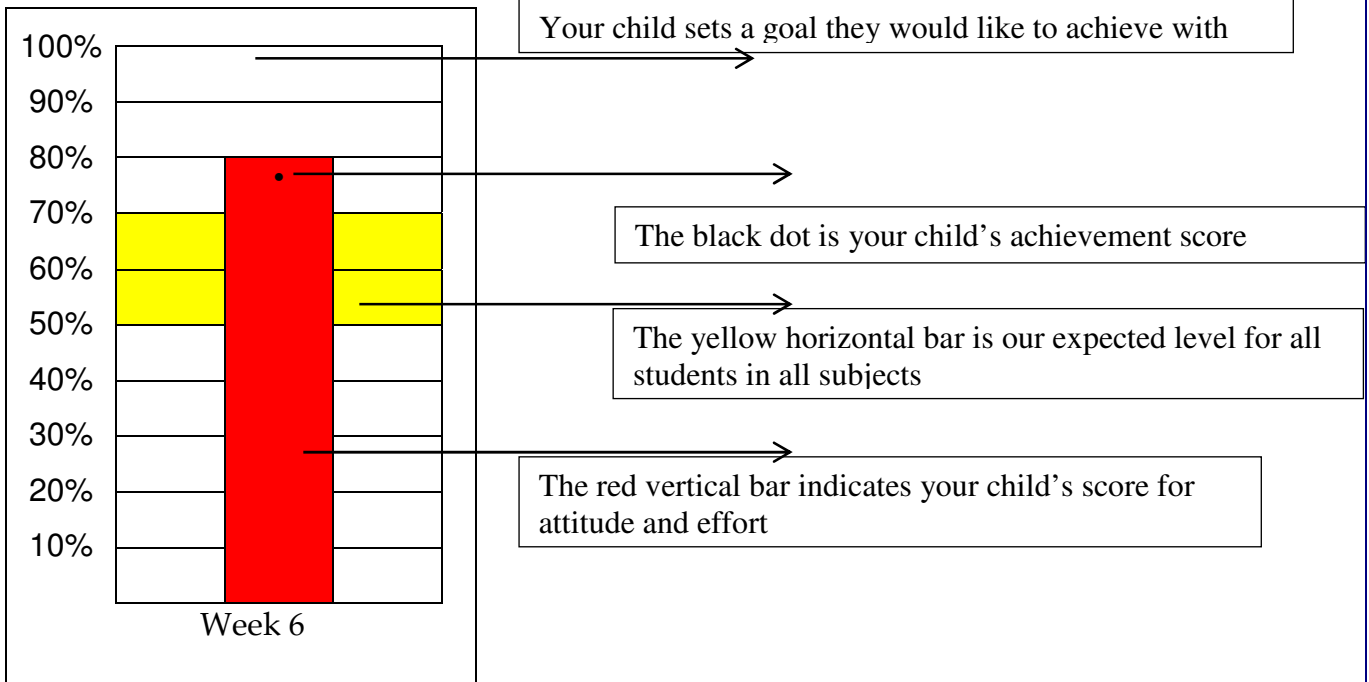 Your child sets a goal they would like to achieve with
100%
90%
80%
70%
60%
50%
40%
30%
20%
10%
Week 6
The black dot is your child’s achievement score
The yellow horizontal bar is our expected level for all
students in all subjects
The red vertical bar indicates your child’s score for
attitude and effort